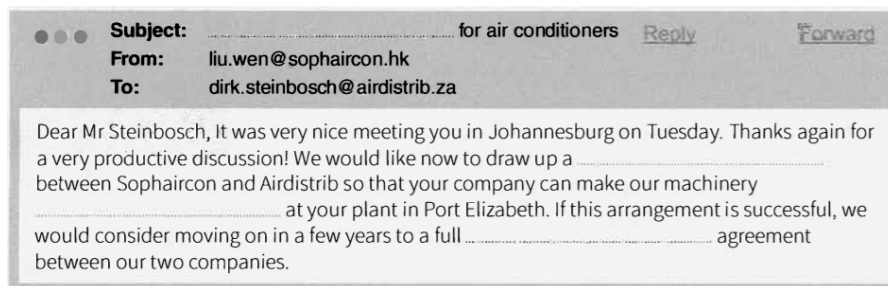 Subject: ........................ for air conditioners Reply Forward
From: liu.wen@sophaircon.hk
To: dirk.steinbosch@airdistrib.za
Dear Mr Steinbosch, It was very nice meeting you in Johannesburg on Tuesday. Thanks again for
a very productive discussion! We would like now to draw up a ........................
between Sophaircon and Airdistrib so that your company can make our machinery
........................ at your plant in Port Elizabeth. If this arrangement is successful, we
would consider moving on in a few years to a full ........................ agreement
between our two companies.